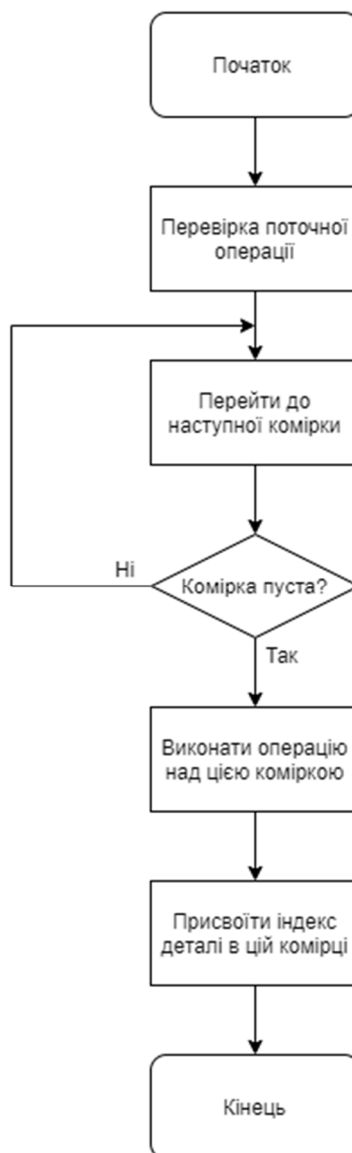 Початок
Перевірка поточної
операції
Перейти до
наступної комірки
Ні
Комірка пуста?
Так
Виконати операцію
над цією коміркою
Присвоїти індекс
деталі в цій комірці
Кінець